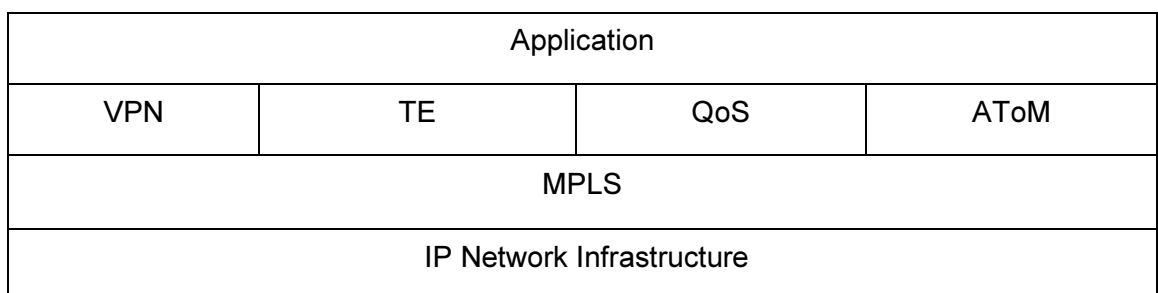 Application
VPN TE QoS AToM
MPLS
IP Network Infrastructure